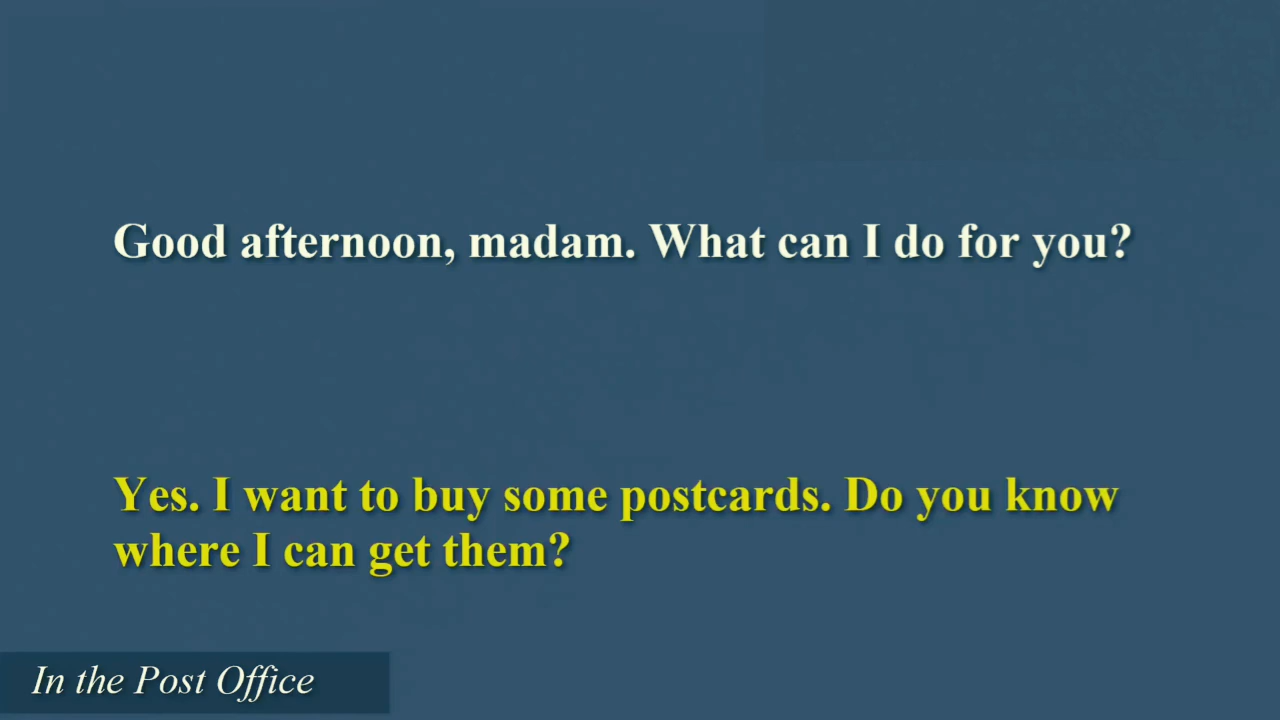 Good afternoon, madam. What can I do for you?
Yes. I want to buy some postcards. Do you know
where I can get them?
In the Post Office